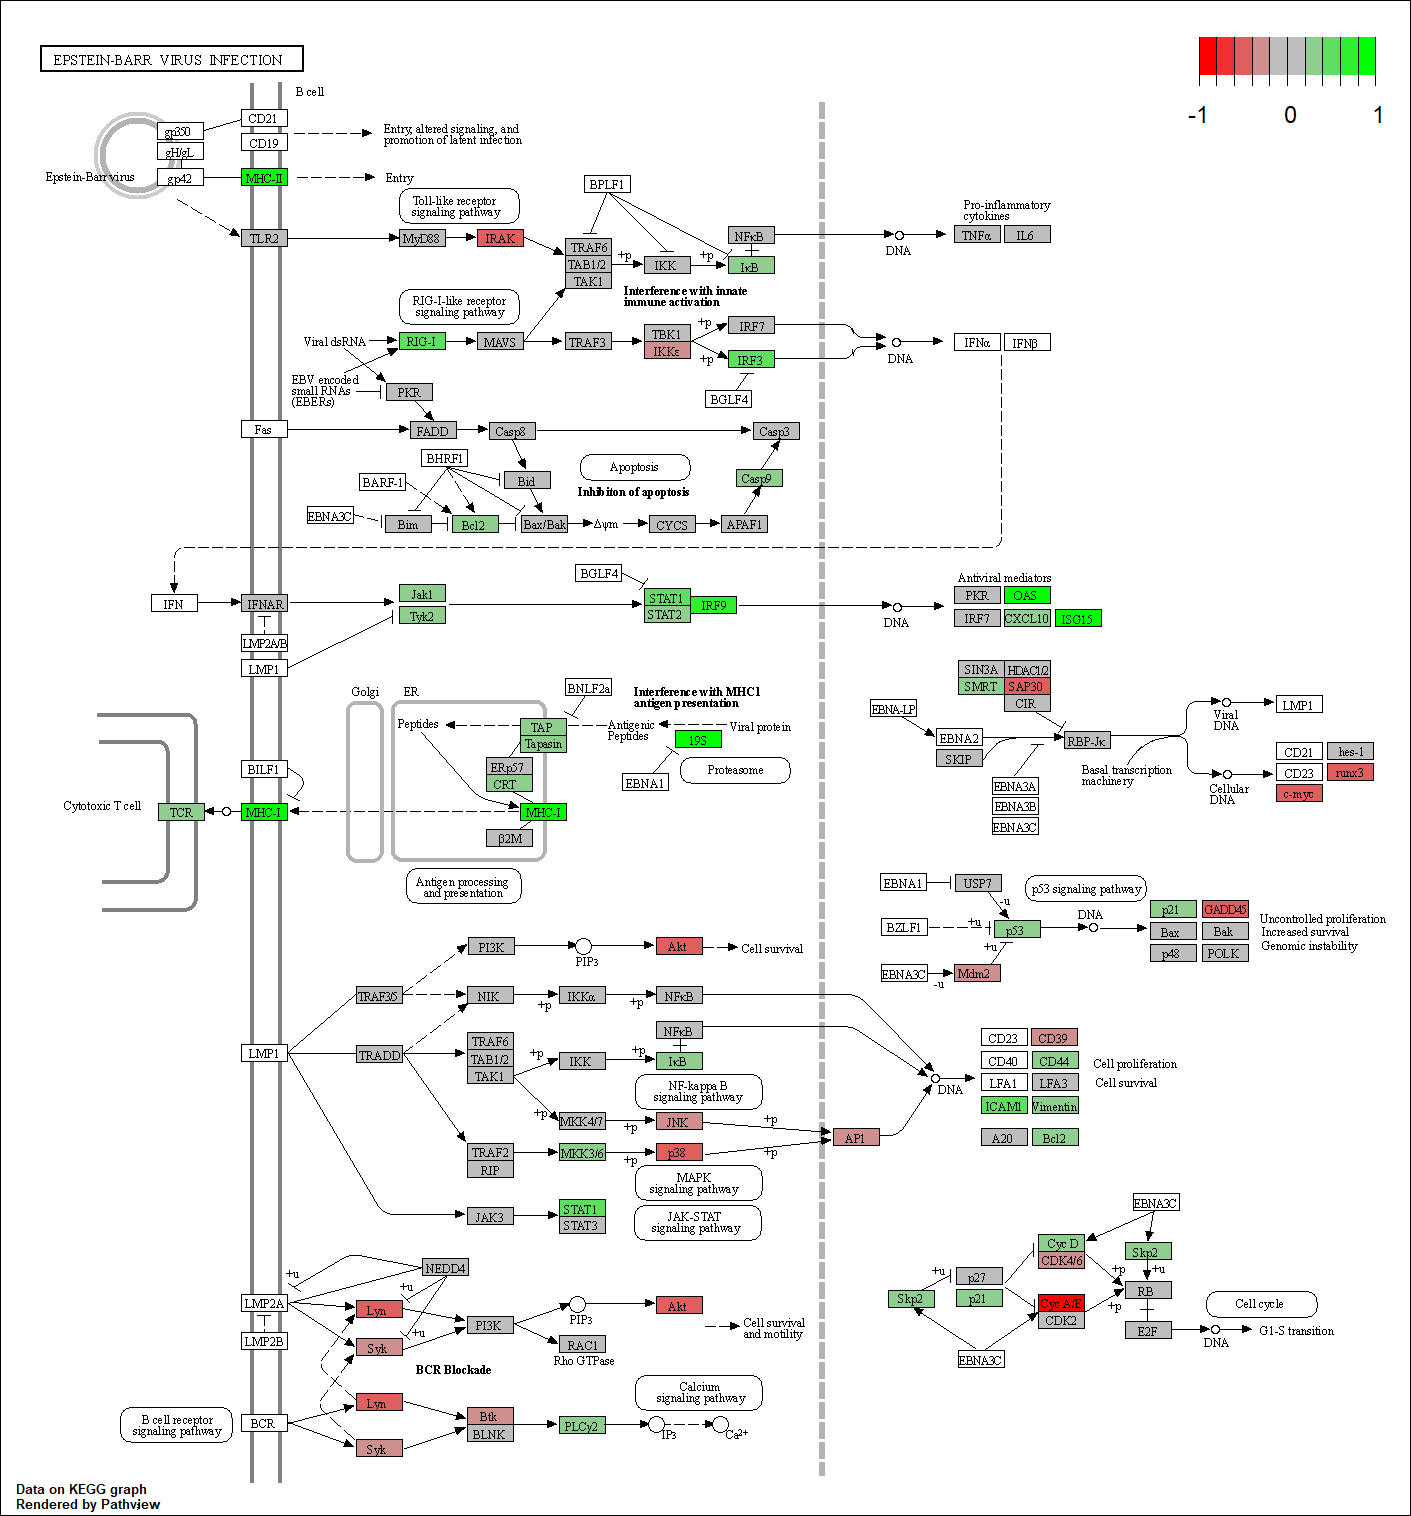 EPSTEIN-BARR VIRUS INFECTION
-1
0
1
B cell
CD21
gp350
CD19
gH/gL
Entry, altered signaling, and
promotion of latent infection
Epstein-Barr virus
gp42
MHC-II
Entry
Toll-like receptor
signaling pathway
BPLF1
Pro-inflammatory
cytokines
TLR2
MyD88
IRAK
TRAF6
TAB1/2
TAK1
+p
IKK
+p
NFκB
IκB
DNA
TNFα
IL6
Interference with innate
immune activation
RIG-I-like receptor
signaling pathway
Viral dsRNA
RIG-I
MAVS
TRAF3
TBK1
IKKε
+p
+p
IRF7
IRF3
DNA
IFNα
IFNβ
EBV encoded
small RNAs
(EBERs)
PKR
BGLF4
Fas
FADD
Casp8
Casp3
BHRF1
Apoptosis
BARF-1
Bid
Casp9
Inhibiton of apoptosis
EBNA3C
Bim
Bcl2
Bax/Bak
Δψm
CYCS
APAF1
BGLF4
Antiviral mediators
IFN
IFNAR
Jak1
Tyk2
STAT1
STAT2
IRF9
DNA
PKR
OAS
IRF7
CXCL10
ISG15
LMP2A/B
LMP1
Golgi
ER
BNLF2a
Interference with MHC1
antigen presentation
SIN3A
HDAC1/2
SMRT
SAP30
CIR
Peptides
TAP
Tapasin
Antigenic
Peptides
Viral protein
19S
EBNA-LP
EBNA2
SKIP
RBP-Jκ
Viral
DNA
LMP1
BILF1
ERp57
CRT
EBNA1
Proteasome
Basal transcription
machinery
Cellular
DNA
CD21
hes-1
CD23
runx3
c-myc
EBNA3A
EBNA3B
EBNA3C
Cytotoxic T cell
TCR
MHC-I
MHC-I
β2M
Antigen processing
and presentation
EBNA1
USP7
p53 signaling pathway
-u
BZLF1
+u
p53
DNA
p21
GADD45
Bax
Bak
p48
POLK
Uncontrolled proliferation
Increased survival
Genomic instability
+u
EBNA3C
-u
Mdm2
PI3K
PIP3
Akt
Cell survival
TRAF3/5
NIK
+p
IKKα
+p
NFκB
LMP1
TRADD
TRAF6
TAB1/2
TAK1
+p
IKK
+p
NFκB
IκB
NF-kappa B
signaling pathway
DNA
CD23
CD39
CD40
CD44
LFA1
LFA3
ICAM1
Vimentin
A20
Bcl2
Cell proliferation
Cell survival
+p
MKK4/7
+p
JNK
+p
AP1
TRAF2
RIP
MKK3/6
+p
p38
+p
MAPK
signaling pathway
JAK3
STAT1
STAT3
JAK-STAT
signaling pathway
EBNA3C
Cyc D
CDK4/6
Skp2
+u
NEDD4
+u
+u
p27
p21
+p
RB
LMP2A
Lyn
+u
Syk
LMP2B
PI3K
PIP3
Akt
RAC1
Rho GTPase
Cell survival
and motility
Skp2
Cyc A/E
CDK2
+p
E2F
DNA
Cell cycle
G1-S transition
EBNA3C
BCR Blockade
Calcium
signaling pathway
B cell receptor
signaling pathway
BCR
Lyn
Syk
Btk
BLNK
PLCγ2
IP3
Ca2+
Data on KEGG graph
Rendered by Pathview